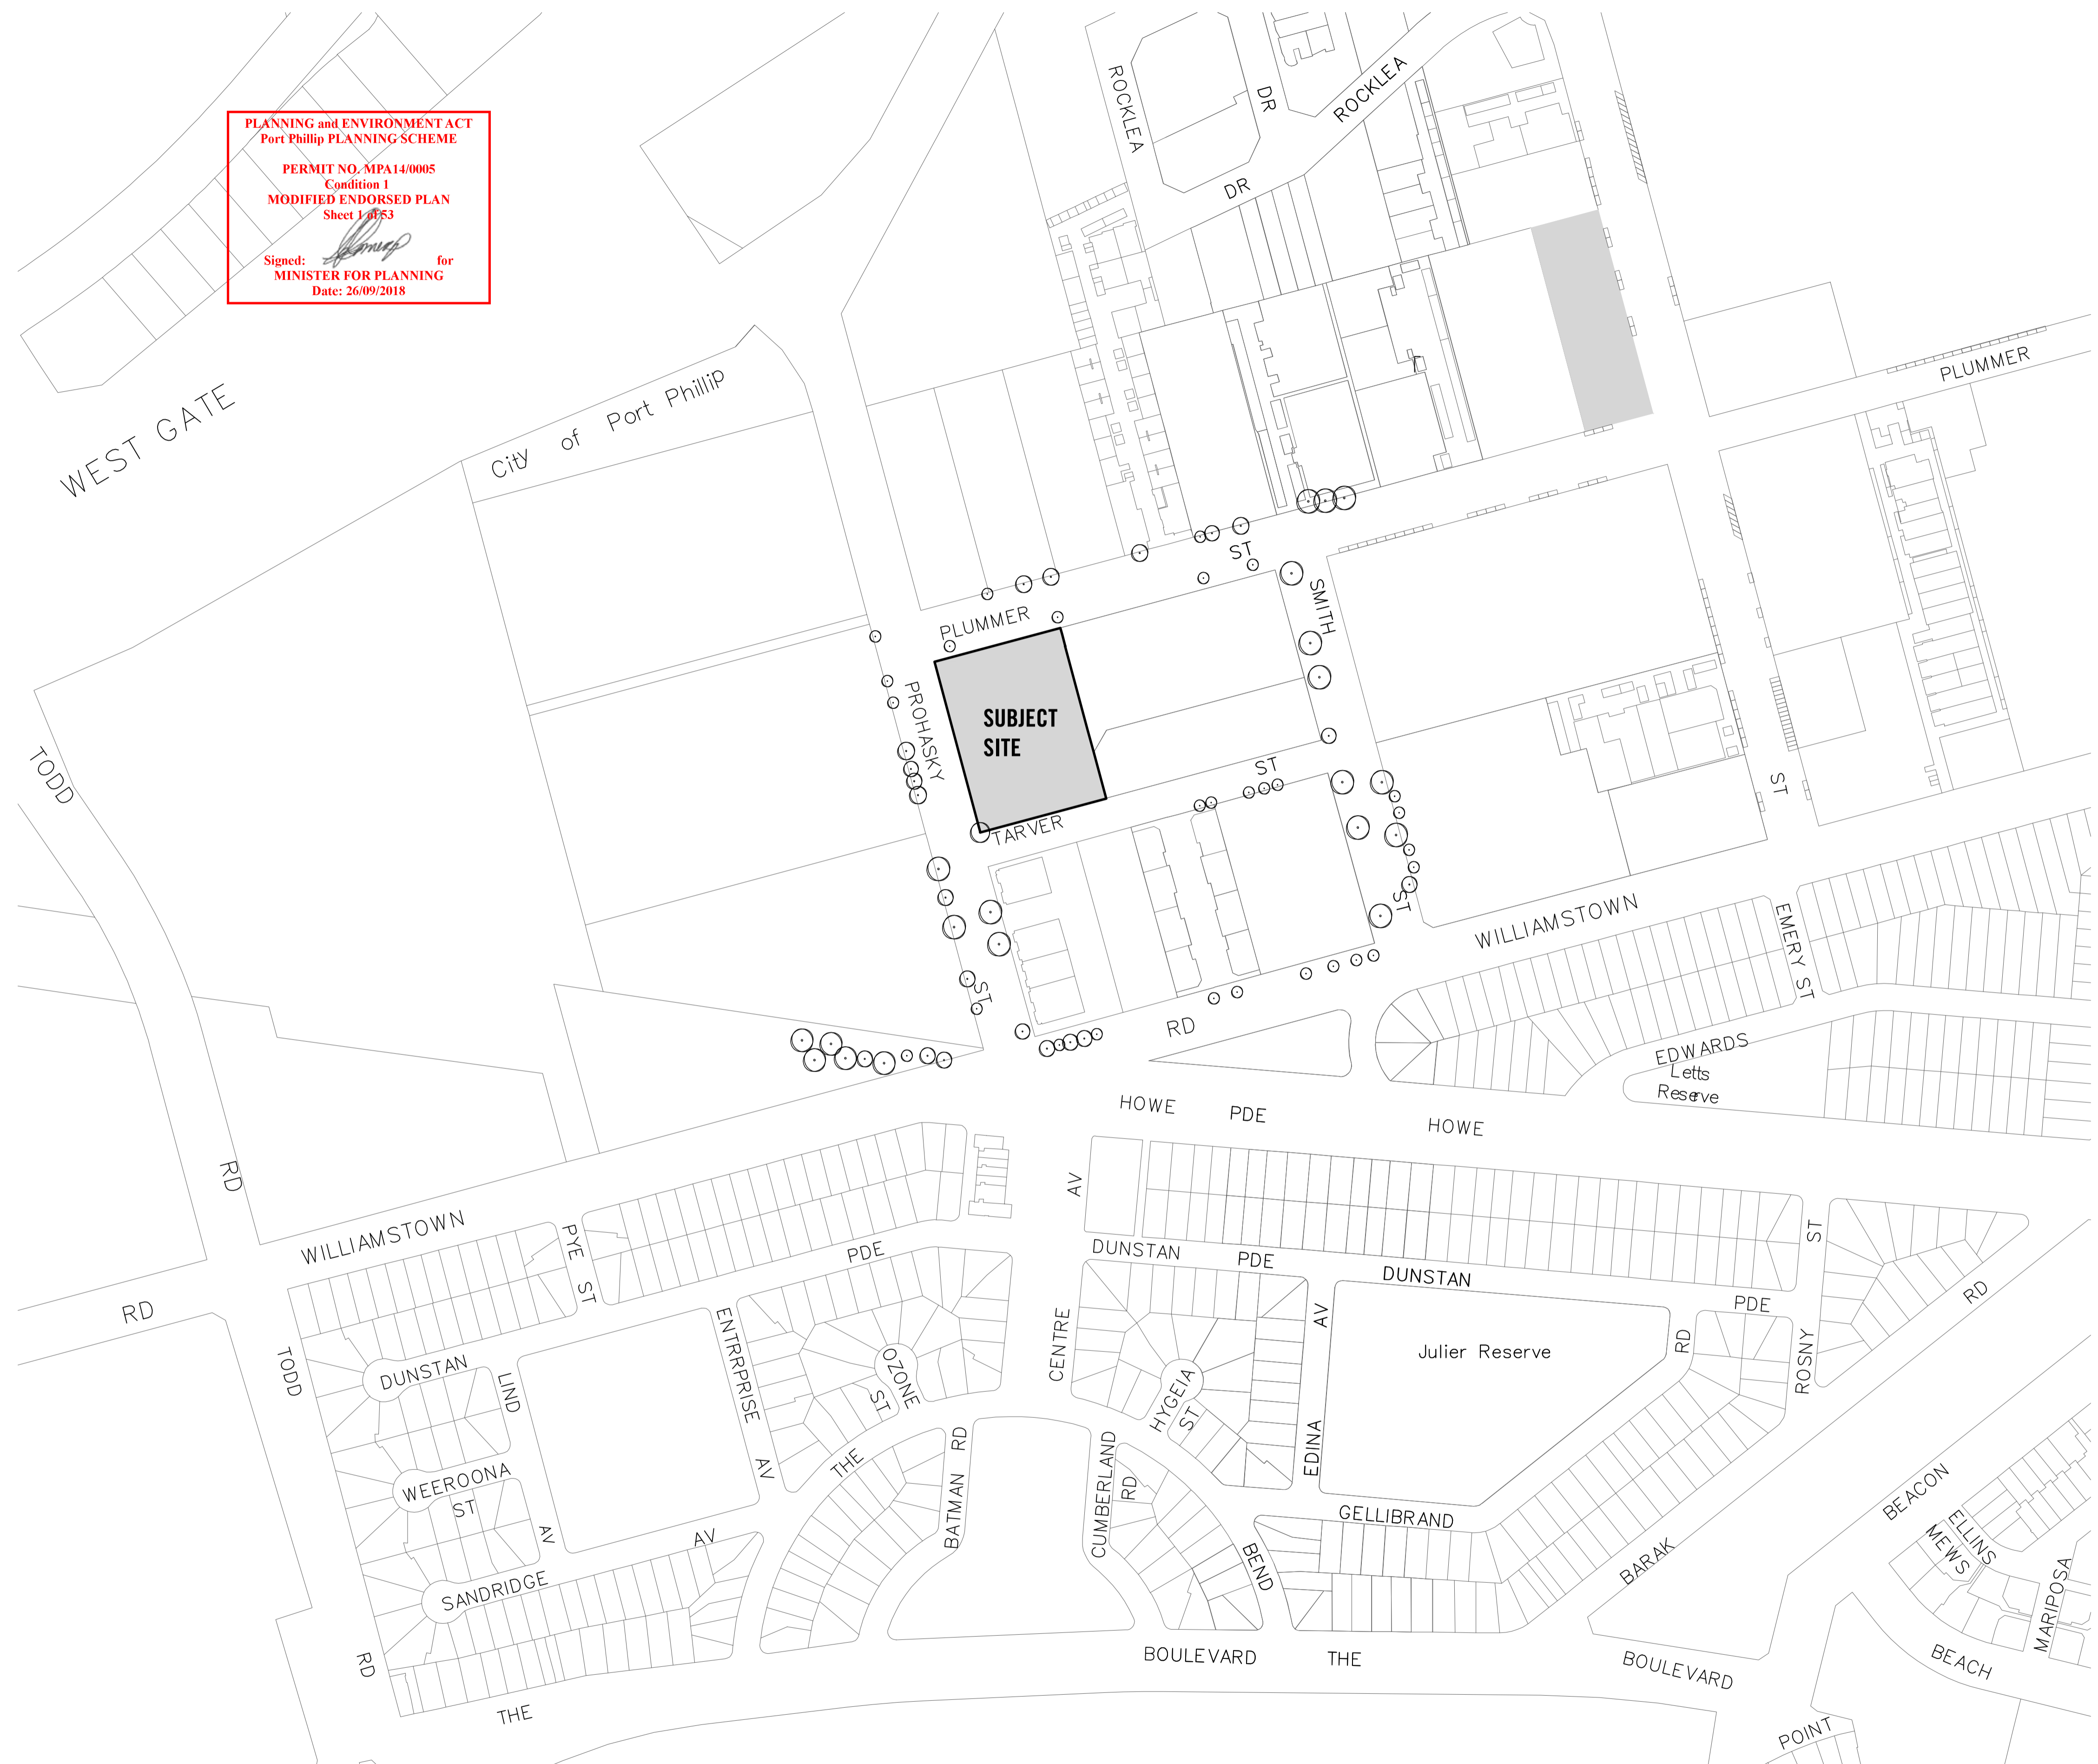 PLANNING and ENVIRONMENT ACT
Port Phillip PLANNING SCHEME
PERMIT NO. MPA14/0005
Condition 1
MODIFIED ENDORSED PLAN
Sheet 1 of 53
Signed: for
MINISTER FOR PLANNING
Date: 26/09/2018
ROCKLEA
DR
ROCKLEA
DR
WEST GATE
City of Port Phillip
PLUMMER
ST
SMITH
PLUMMER
PROHASKY
SUBJECT
SITE
TODD
ST
ST
TARVER
ST
WILLIAMSTOWN
EMERY ST
ST
RD
EDWARDS
Letts
Reserve
HOWE
PDE
HOWE
RD
AV
WILLIAMSTOWN
PYE ST
PDE
DUNSTAN
PDE
DUNSTAN
ST
RD
RD
PDE
TODD
DUNSTAN
LIND
ENTRRPRISE
AV
OZONE
ST
CENTRE
HYGEIA
ST
AV
EDINA
Julier Reserve
RD
ROSNY
WEEROONA
ST
AV
THE
BATMAN RD
CUMBERLAND
RD
GELLIBRAND
BEACON
SANDRIDGE
AV
BEND
BARAK
ELLINS
MEWS
MARIPOSA
RD
THE
BOULEVARD
THE
BOULEVARD
BEACH
POINT